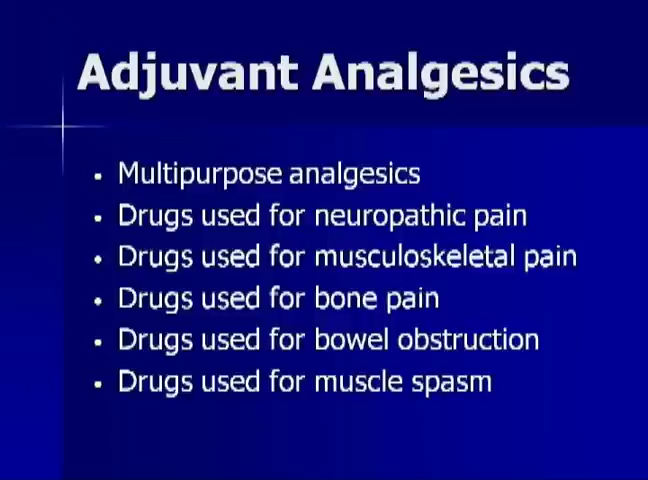 Adjuvant Analgesics
• Multipurpose analgesics
• Drugs used for neuropathic pain
• Drugs used for musculoskeletal pain
• Drugs used for bone pain
• Drugs used for bowel obstruction
• Drugs used for muscle spasm